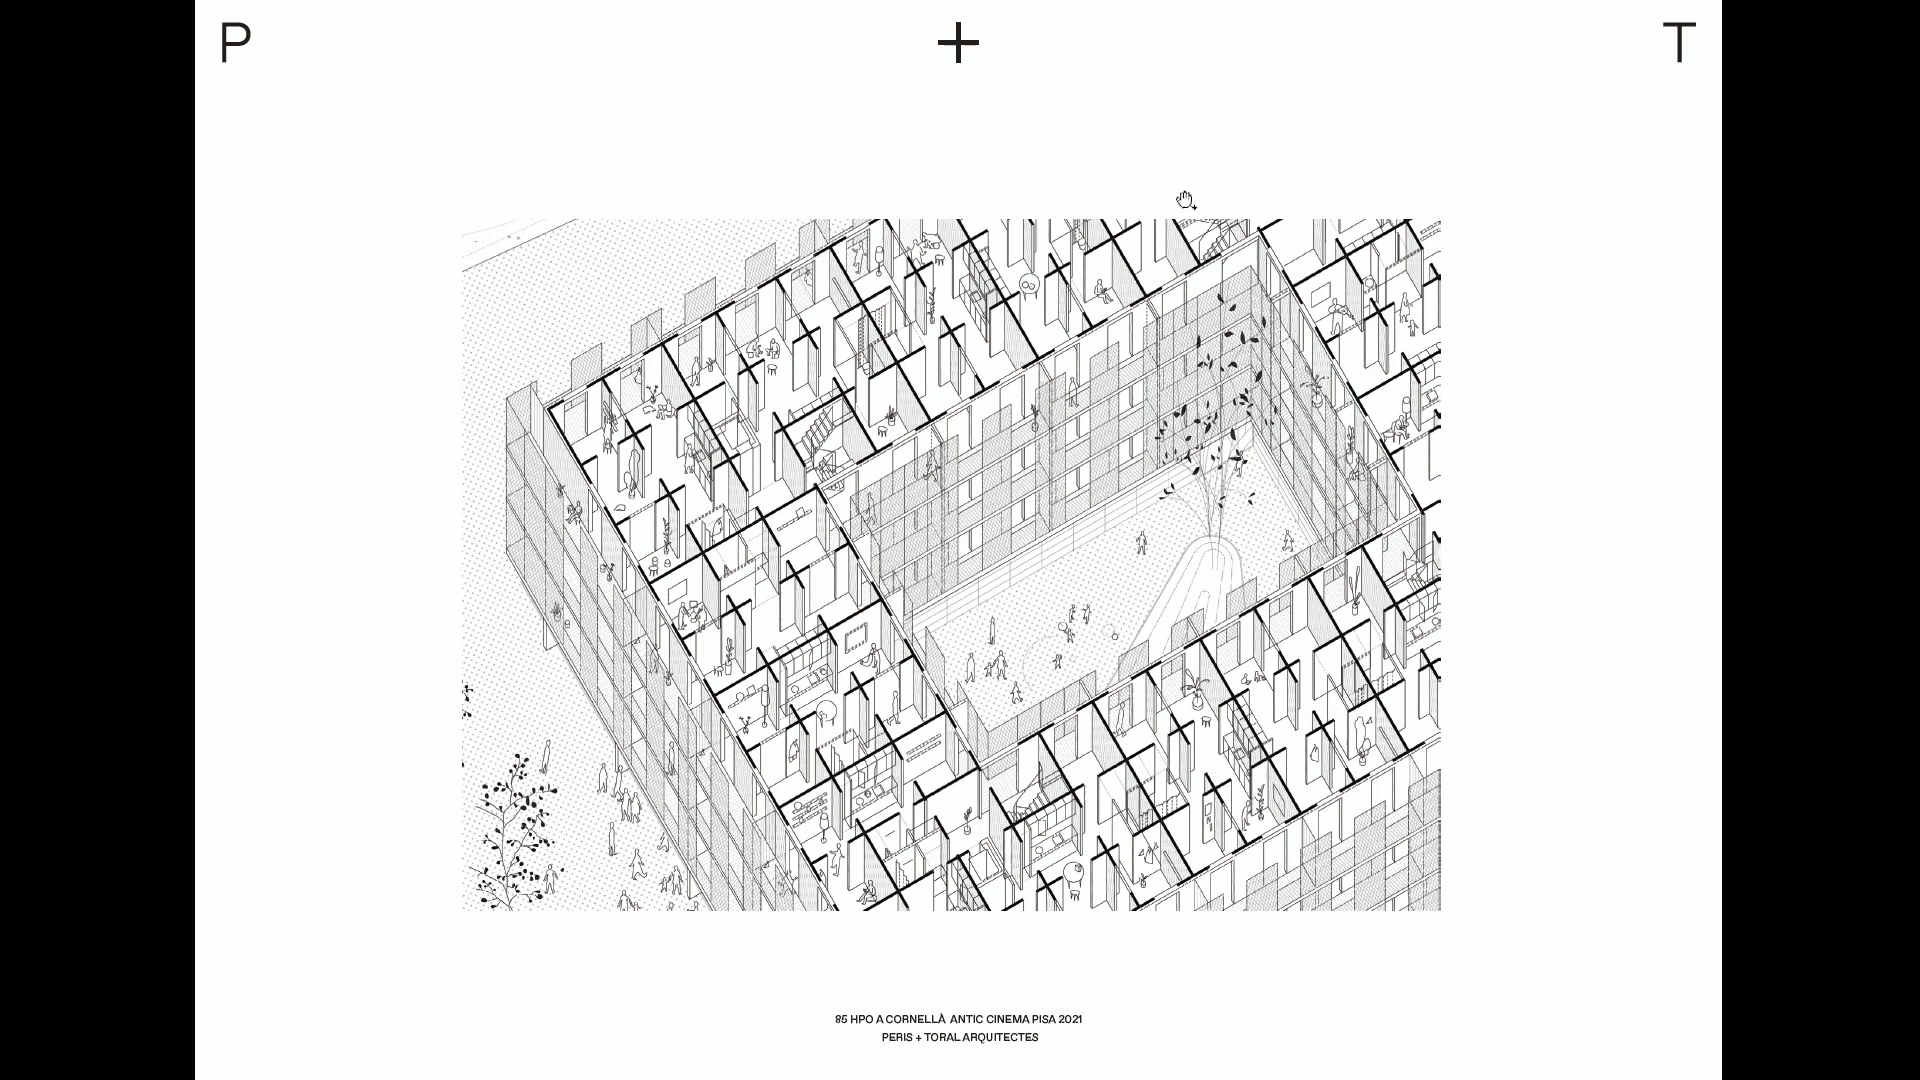 P + T
85 HPO A CORNELLÀ ANTIC CINEMA PISA 2021
PERIS + TORAL ARQUITECTES